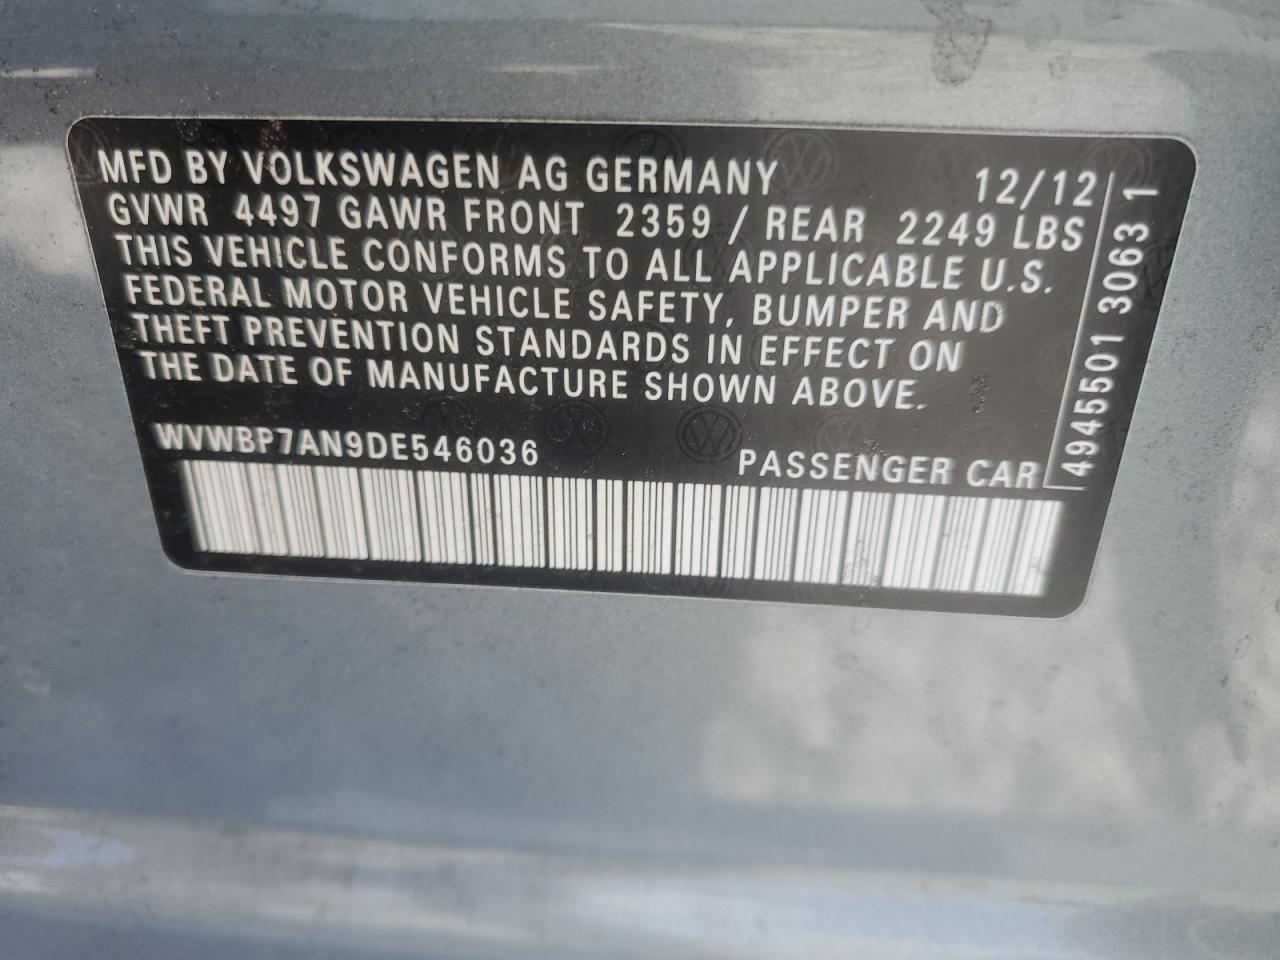 MFD BY VOLKSWAGEN AG GERMANY 12/12
GVWR 4497 GAWR FRONT 2359 / REAR 2249 LBS
THIS VEHICLE CONFORMS TO ALL APPLICABLE U.S.
FEDERAL MOTOR VEHICLE SAFETY, BUMPER AND
THEFT PREVENTION STANDARDS IN EFFECT ON
THE DATE OF MANUFACTURE SHOWN ABOVE.
WVWBP7AN9DE546036
PASSENGER CAR
4945501 3063 1